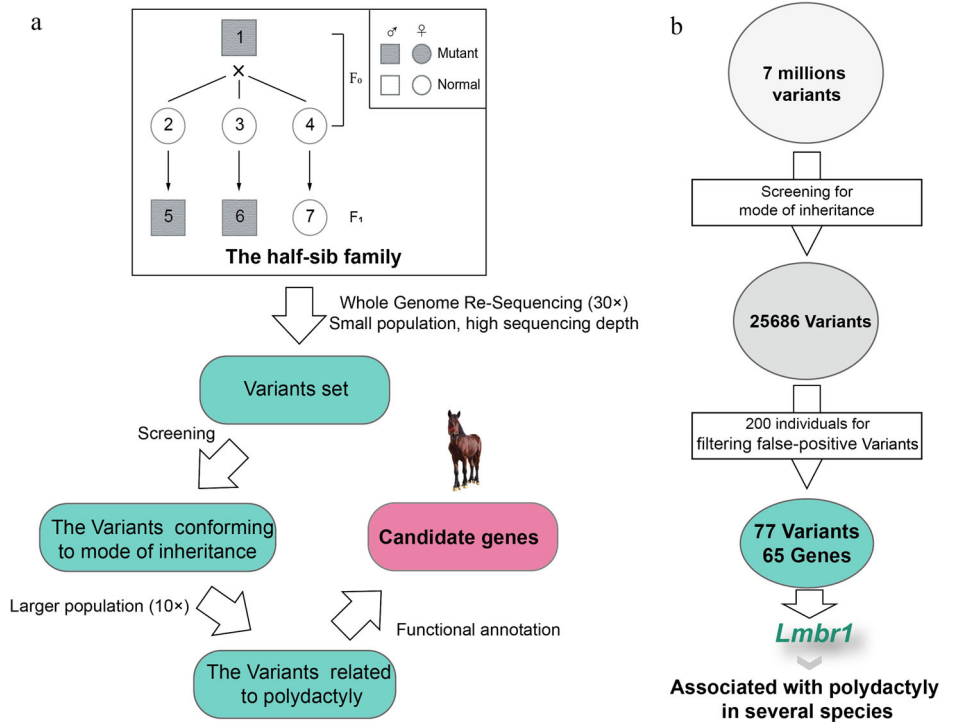 a
1
×
2
3
4
5
6
7
F₀
F₁
♂ ♀
Mutant
Normal
The half-sib family
Whole Genome Re-Sequencing (30×)
Small population, high sequencing depth
Variants set
Screening
The Variants conforming
to mode of inheritance
Candidate genes
Larger population (10×)
Functional annotation
The Variants related
to polydactyly
b
7 millions
variants
Screening for
mode of inheritance
25686 Variants
200 individuals for
filtering false-positive Variants
77 Variants
65 Genes
Lmbr1
Associated with polydactyly
in several species